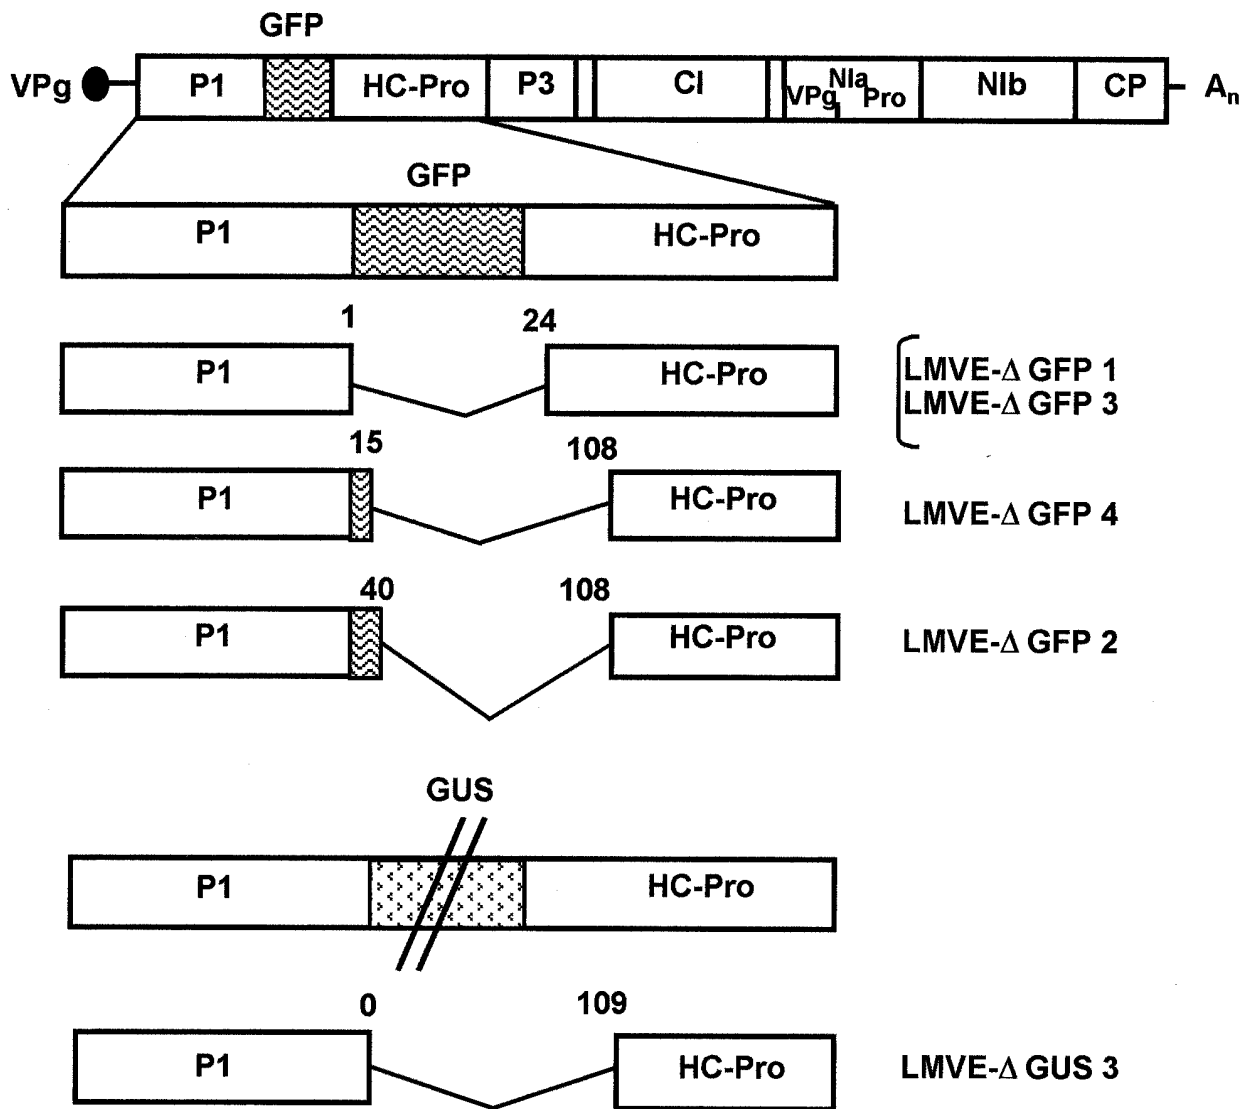 GFP
VPg P1 HC-Pro P3 CI VPg NIa Pro NIb CP An
GFP
P1 HC-Pro
1 24
P1 HC-Pro LMVE-Δ GFP 1
LMVE-Δ GFP 3
15 108
P1 HC-Pro LMVE-Δ GFP 4
40 108
P1 HC-Pro LMVE-Δ GFP 2
GUS
P1 HC-Pro
0 109
P1 HC-Pro LMVE-Δ GUS 3